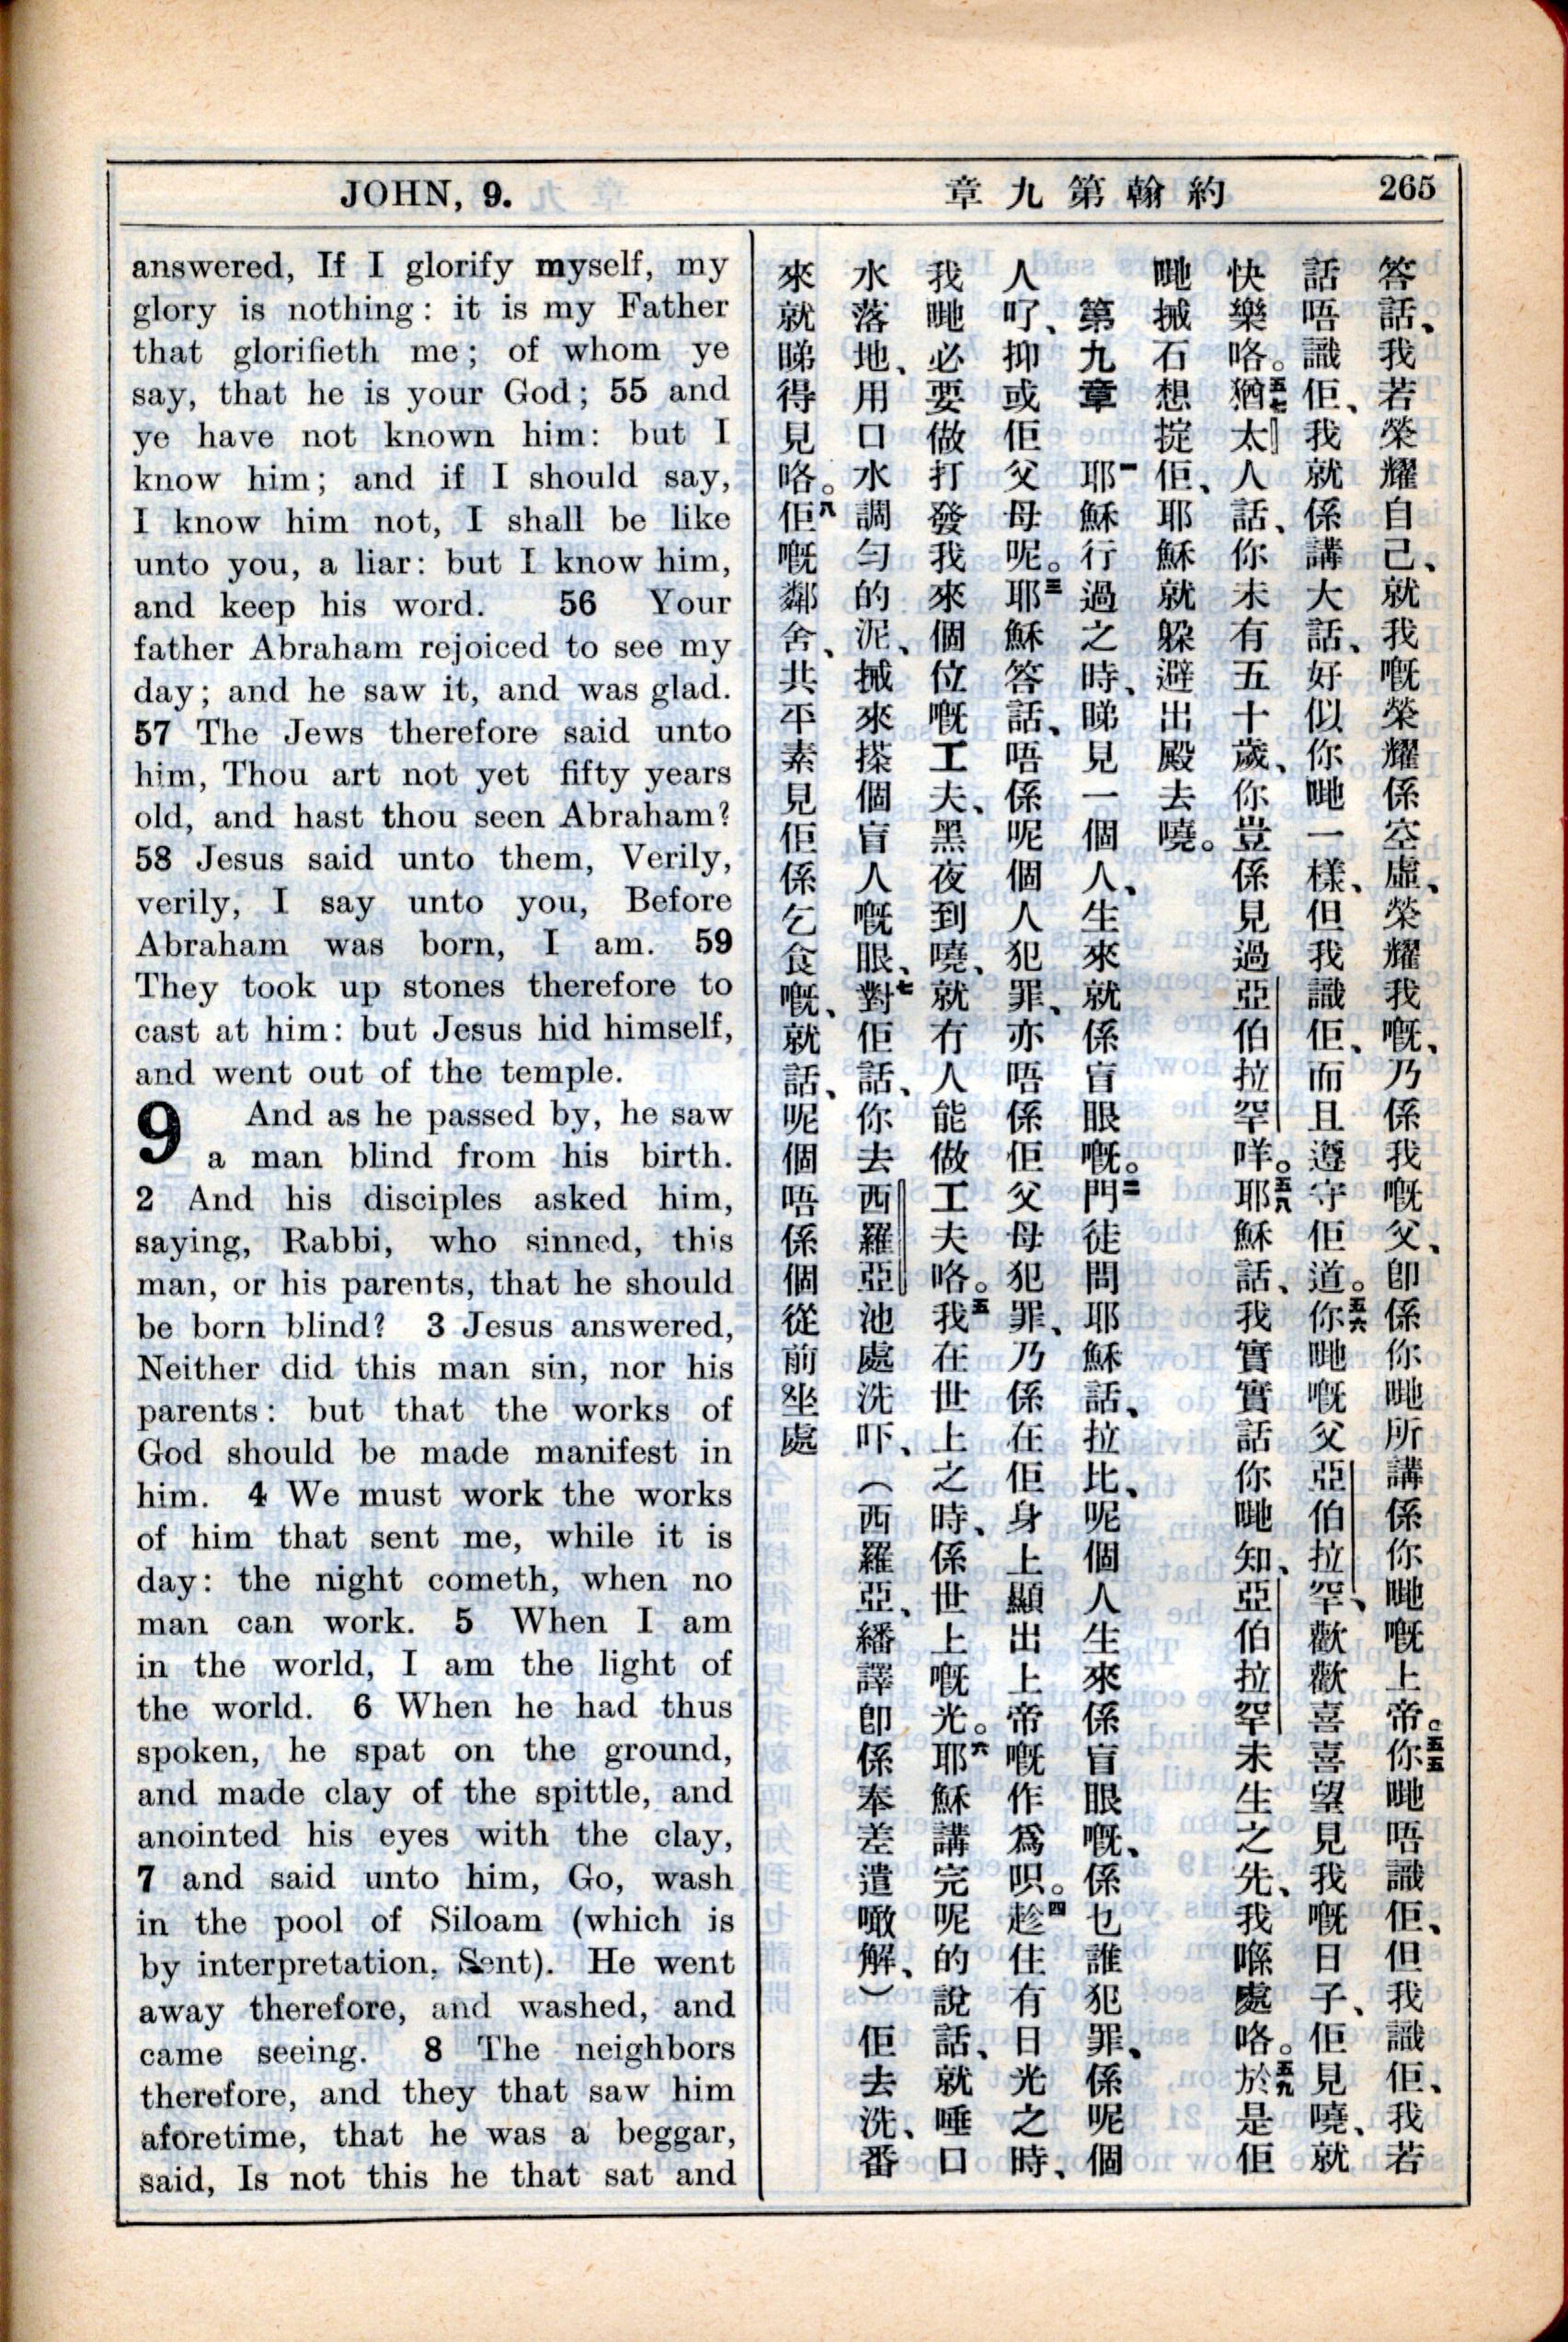 JOHN, 9.
章九第翰約
265
answered, If I glorify myself, my
glory is nothing: it is my Father
that glorifieth me; of whom ye
say, that he is your God; 55 and
ye have not known him: but I
know him; and if I should say,
I know him not, I shall be like
unto you, a liar: but I know him,
and keep his word. 56 Your
father Abraham rejoiced to see my
day; and he saw it, and was glad.
57 The Jews therefore said unto
him, Thou art not yet fifty years
old, and hast thou seen Abraham?
58 Jesus said unto them, Verily,
verily, I say unto you, Before
Abraham was born, I am. 59
They took up stones therefore to
cast at him: but Jesus hid himself,
and went out of the temple.
9 And as he passed by, he saw
a man blind from his birth.
2 And his disciples asked him,
saying, Rabbi, who sinned, this
man, or his parents, that he should
be born blind? 3 Jesus answered,
Neither did this man sin, nor his
parents: but that the works of
God should be made manifest in
him. 4 We must work the works
of him that sent me, while it is
day: the night cometh, when no
man can work. 5 When I am
in the world, I am the light of
the world. 6 When he had thus
spoken, he spat on the ground,
and made clay of the spittle, and
anointed his eyes with the clay,
7 and said unto him, Go, wash
in the pool of Siloam (which is
by interpretation, Sent). He went
away therefore, and washed, and
came seeing. 8 The neighbors
therefore, and they that saw him
aforetime, that he was a beggar,
said, Is not this he that sat and
答話、我若榮耀自己、就我嘅榮耀係空虛、榮耀我嘅、乃係我嘅父、卽係你哋所講係你哋嘅上帝。五五你哋唔識佢、但我識佢、我若
話唔識佢、我就係講大話、好似你哋一樣、但我識佢、而且遵守佢道。五六你哋嘅父亞伯拉罕、歡歡喜喜望見我嘅日子、佢見嘵、就
快樂咯。五七猶太人話、你未有五十歲、你豈係見過亞伯拉罕咩。五八耶穌話、我實實話你哋知、亞伯拉罕未生之先、我喺處咯。五九於是佢
哋搣石想掟佢、耶穌就躱避出殿去嘵。
第九章 一耶穌行過之時、睇見一個人、生來就係盲眼嘅。二門徒問耶穌話、拉比、呢個人生來係盲眼嘅、係乜誰犯罪、係呢個
人吖、抑或佢父母呢。三耶穌答話、唔係呢個人犯罪、亦唔係佢父母犯罪、乃係在佢身上顯出上帝嘅作爲呮。四趁住有日光之時、
我哋必要做打發我來個位嘅工夫、黑夜到嘵、就冇人能做工夫咯。五我在世上之時、係世上嘅光。六耶穌講完呢的說話、就唾口
水落地、用口水調勻的泥、搣來搽個盲人嘅眼、七對佢話、你去西羅亞池處洗吓、（西羅亞、繙譯卽係奉差遣噉解、）佢去洗、番
來就睇得見咯。八佢嘅鄰舍、共平素見佢係乞食嘅、就話、呢個唔係個從前坐處